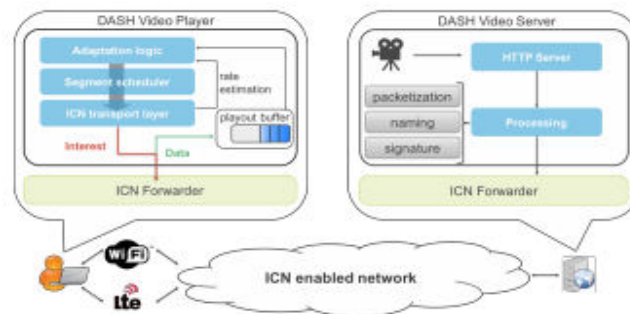 DASH Video Player
Adaptation logic
Segment scheduler
ICN transport layer
rate
estimation
playout buffer
Interest
Data
ICN Forwarder
DASH Video Server
HTTP Server
packetization
naming
signature
Processing
ICN Forwarder
WiFi
LTE
ICN enabled network